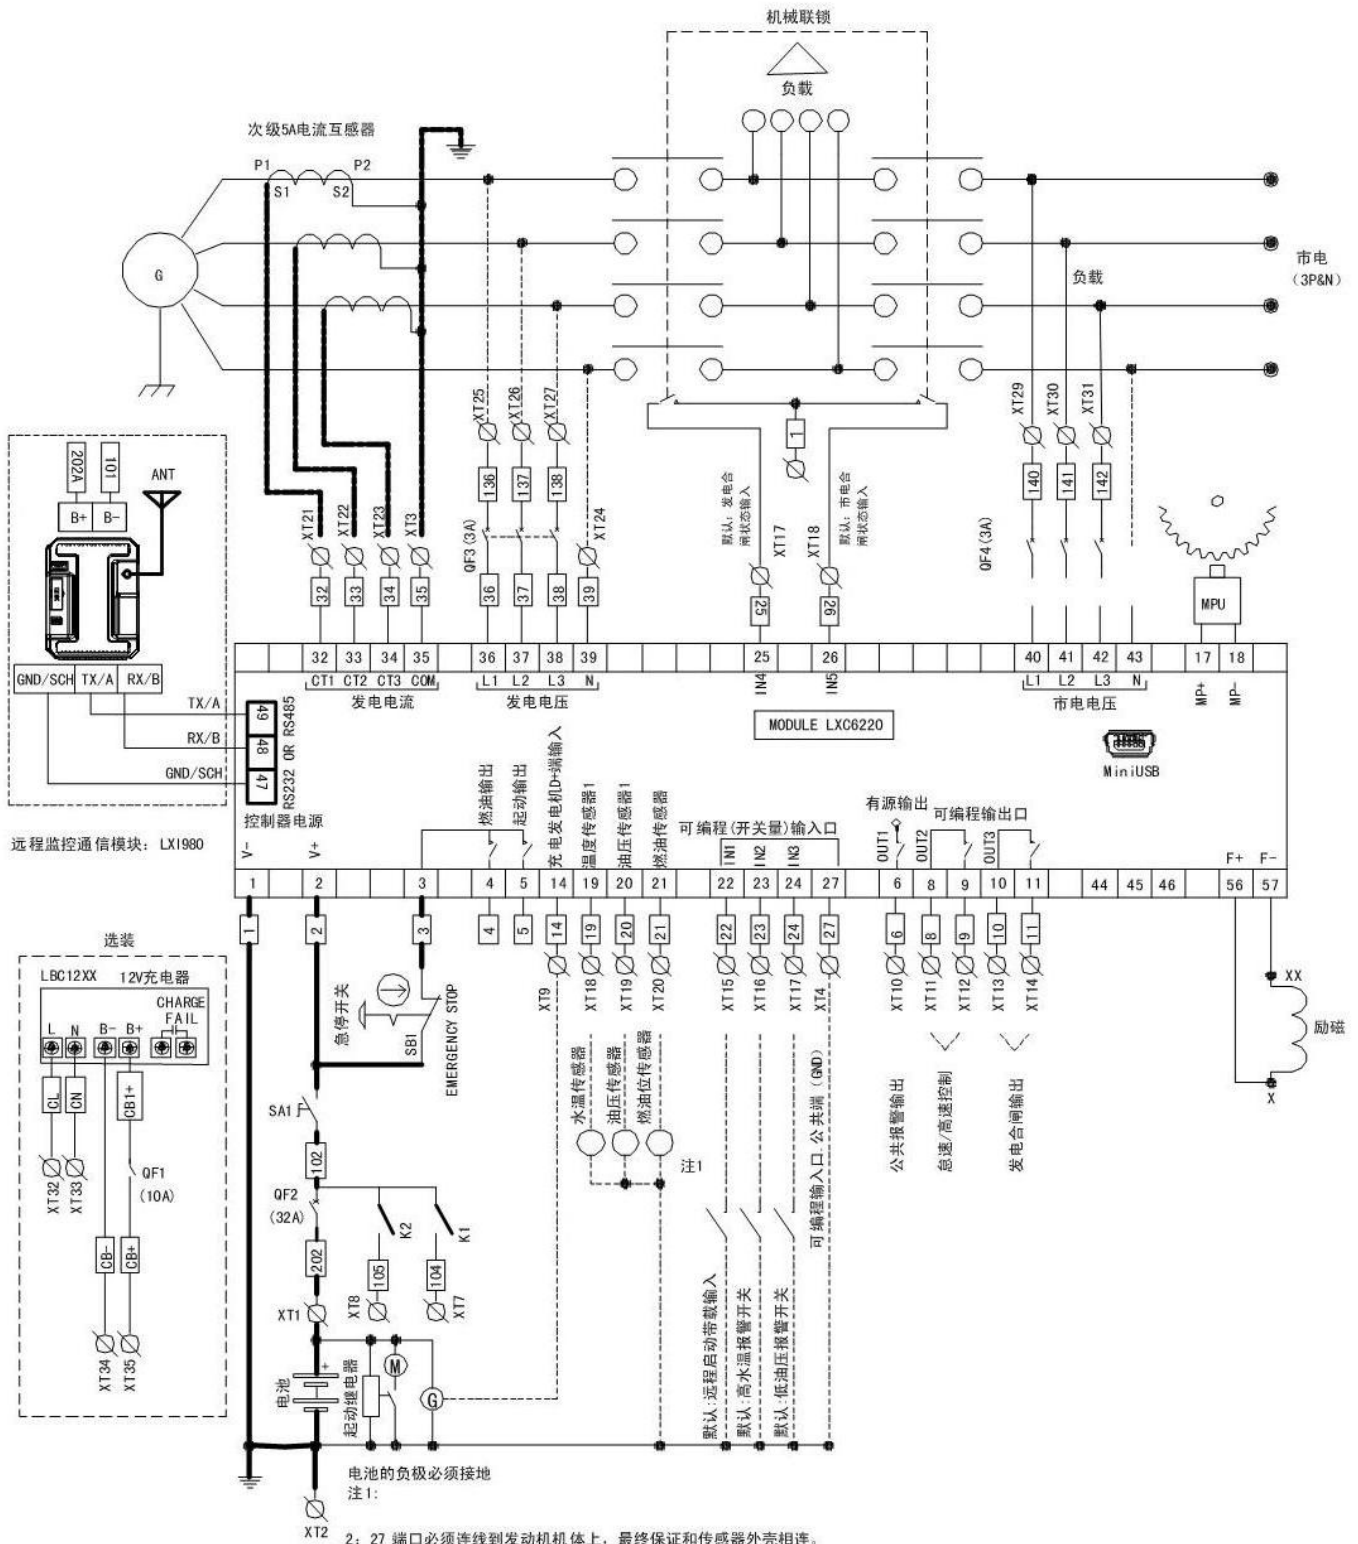 机械联锁
负载
次级5A电流互感器
P1 P2
S1 S2
G
市电
(3P&N)
负载
XT25 XT26 XT27
XT29 XT30 XT31
1
136 137 138
140 141 142
202A 101
ANT
B+ B-
XT21 XT22 XT23 XT3
QF3(3A)
XT24
默认: 发电合
闸状态输入
XT17
XT18
默认: 市电合
闸状态输入
QF4(3A)
MPU
32 33 34 35 36 37 38 39 25 26
32 33 34 35 36 37 38 39 25 26 40 41 42 43 17 18
CT1 CT2 CT3 COM L1 L2 L3 N IN4 IN5 L1 L2 L3 N MP+ MP-
发电电流 发电电压 市电电压
GND/SCH TX/A RX/B
TX/A 49
RX/B 48
GND/SCH 47
RS232 OR RS485
MODULE LXC6220
MiniUSB
控制器电源
V- V+
燃油输出
起动输出
充电发电机D+端输入
温度传感器1
油压传感器1
燃油传感器
可编程(开关量)输入口
IN1 IN2 IN3
有源输出
可编程输出口
OUT1 OUT2 OUT3
F+ F-
远程监控通信模块: LXI980
1 2 3 4 5 14 19 20 21 22 23 24 27 6 8 9 10 11 44 45 46 56 57
1 2 3 4 5 14 19 20 21 22 23 24 27 6 8 9 10 11
XT9 XT18 XT19 XT20 XT15 XT16 XT17 XT4 XT10 XT11 XT12 XT13 XT14
选装
LBC12XX 12V充电器
CHARGE
FAIL
L N B- B+
CL CN CB1+
XT32 XT33
QF1
(10A)
CB- CB+
XT34 XT35
急停开关
SB1
EMERGENCY STOP
SA1
102
QF2
(32A)
202
K2 K1
105 104
XT1 XT8 XT7
水温传感器
油压传感器
燃油位传感器
注1
可编程输入口公共端(GND)
公共报警输出
怠速/高速控制
发电合闸输出
XX
励磁
X
默认:远程启动带载输入
默认:高水温报警开关
默认:低油压报警开关
+
电池
起动继电器
M
G
电池的负极必须接地
注1:
XT2
2: 27 端口必须连线到发动机机体上, 最终保证和传感器外壳相连。